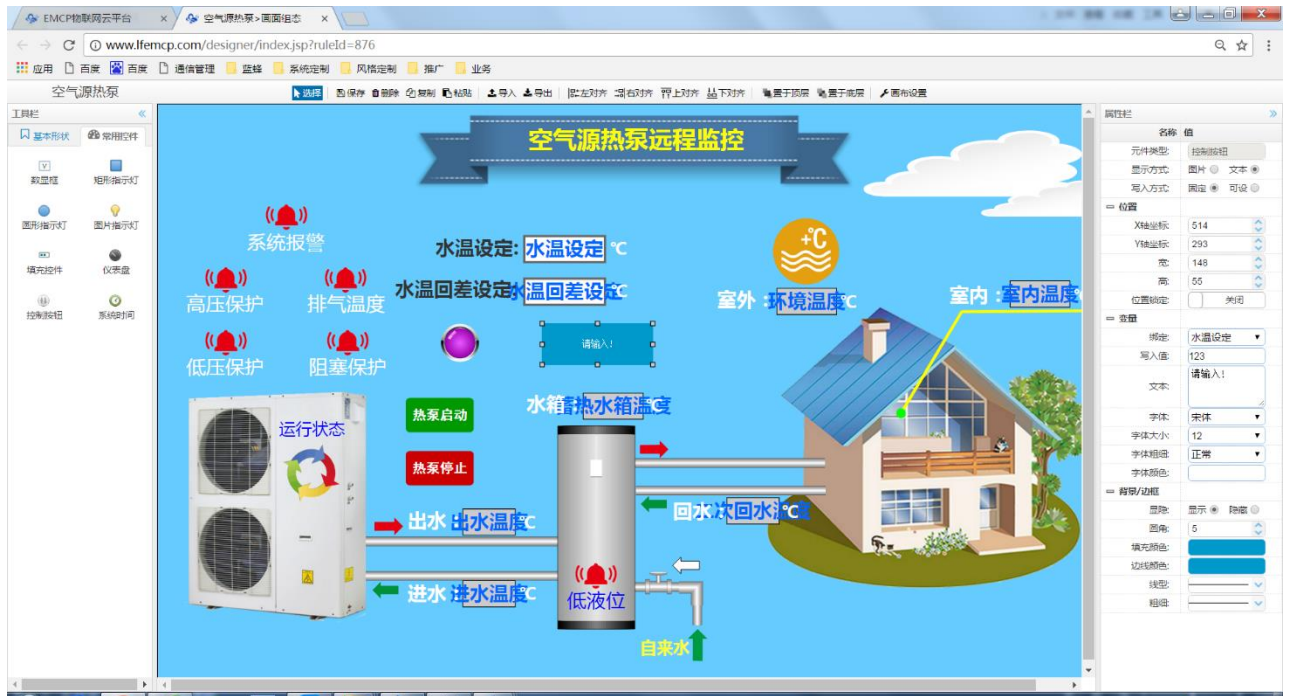 EMCP物联网云平台 × 空气源热泵>画面组态 ×
www.lfemcp.com/designer/index.jsp?ruleId=876
应用 百度 百度 通信管理 蓝蜂 系统定制 风格定制 推广 业务
空气源热泵 选择 保存 删除 复制 粘贴 导入 导出 左对齐 右对齐 上对齐 下对齐 置于顶层 置于底层 画布设置
工具栏 «
基本形状 常用控件
数显框 矩形指示灯
圆形指示灯 图片指示灯
填充控件 仪表盘
控制按钮 系统时间
空气源热泵远程监控
系统报警
水温设定: 水温设定 ℃
高压保护 排气温度
水温回差设定 水温回差设定
室外: 环境温度
室内: 室内温度
+℃
低压保护 阻塞保护
请输入!
运行状态
热泵启动
热泵停止
水箱 蓄热水箱温度
出水 出水温度 ℃
回水 二次回水温度 ℃
进水 进水温度 ℃
低液位
自来水
属性栏 »
名称 值
元件类型: 控制按钮
显示方式: 图片 文本
写入方式: 固定 可设
位置
X轴坐标: 514
Y轴坐标: 293
宽: 148
高: 55
位置锁定: 关闭
变量
绑定: 水温设定
写入值: 123
文本: 请输入!
字体: 宋体
字体大小: 12
字体粗细: 正常
字体颜色:
背景/边框
显隐: 显示 隐藏
圆角: 5
填充颜色:
边线颜色:
线型:
粗细: